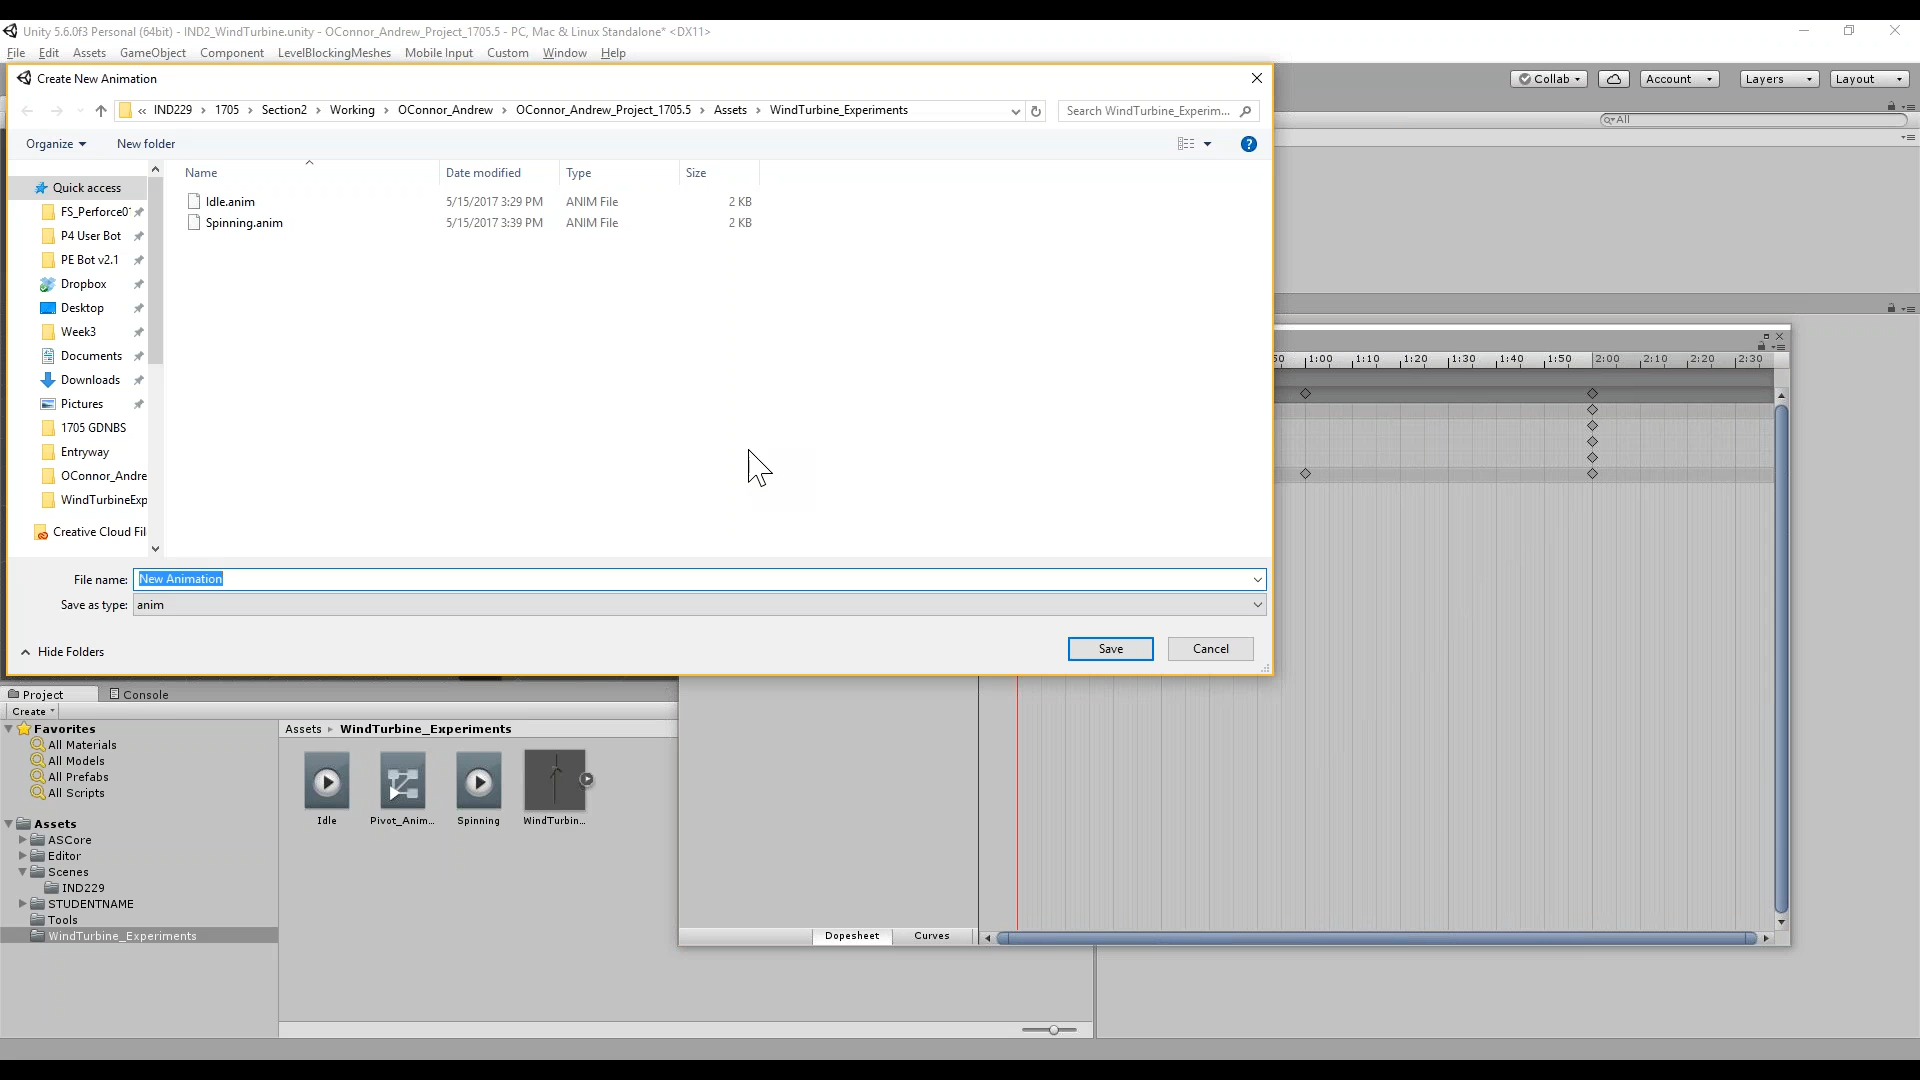 Unity 5.6.0f3 Personal (64bit) - IND2_WindTurbine.unity - OConnor_Andrew_Project_1705.5 - PC, Mac & Linux Standalone* <DX11>
File Edit Assets GameObject Component LevelBlockingMeshes Mobile Input Custom Window Help
Create New Animation
Collab Account Layers Layout
« IND229 › 1705 › Section2 › Working › OConnor_Andrew › OConnor_Andrew_Project_1705.5 › Assets › WindTurbine_Experiments
Search WindTurbine_Experim...
All
Organize New folder
?
Name Date modified Type Size
Quick access
Idle.anim 5/15/2017 3:29 PM ANIM File 2 KB
Spinning.anim 5/15/2017 3:39 PM ANIM File 2 KB
FS_Perforce0
P4 User Bot
PE Bot v2.1
Dropbox
Desktop
Week3
Documents
Downloads
Pictures
1705 GDNBS
Entryway
OConnor_Andre
WindTurbineExp
Creative Cloud Fil
50 1:00 1:10 1:20 1:30 1:40 1:50 2:00 2:10 2:20 2:30
File name: New Animation
Save as type: anim
Hide Folders
Save Cancel
Project Console
Create
Favorites
All Materials
All Models
All Prefabs
All Scripts
Assets
ASCore
Editor
Scenes
IND229
STUDENTNAME
Tools
WindTurbine_Experiments
Assets WindTurbine_Experiments
Idle Pivot_Anim... Spinning WindTurbin...
Dopesheet Curves